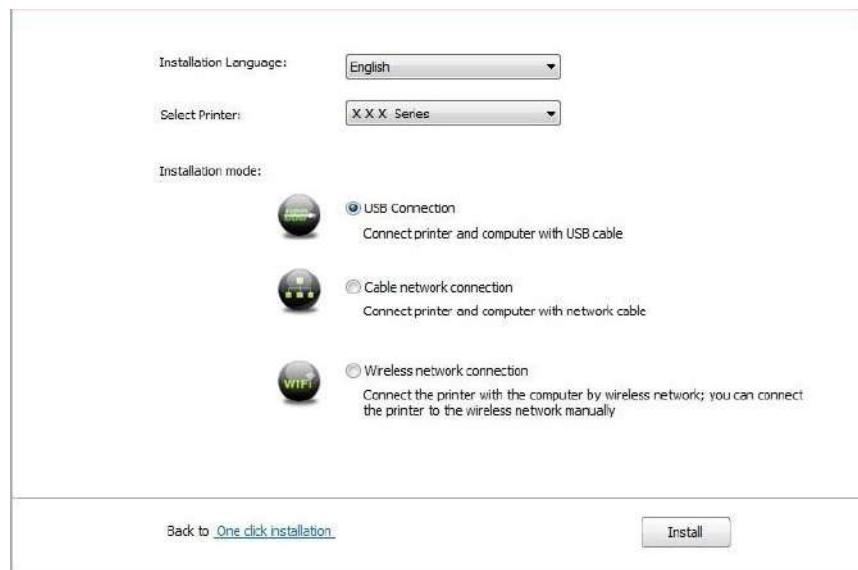 Installation Language:
English
Select Printer:
X X X Series
Installation mode:
USB Connection
Connect printer and computer with USB cable
Cable network connection
Connect printer and computer with network cable
WiFi
Wireless network connection
Connect the printer with the computer by wireless network; you can connect
the printer to the wireless network manually
Back to One click installation
Install